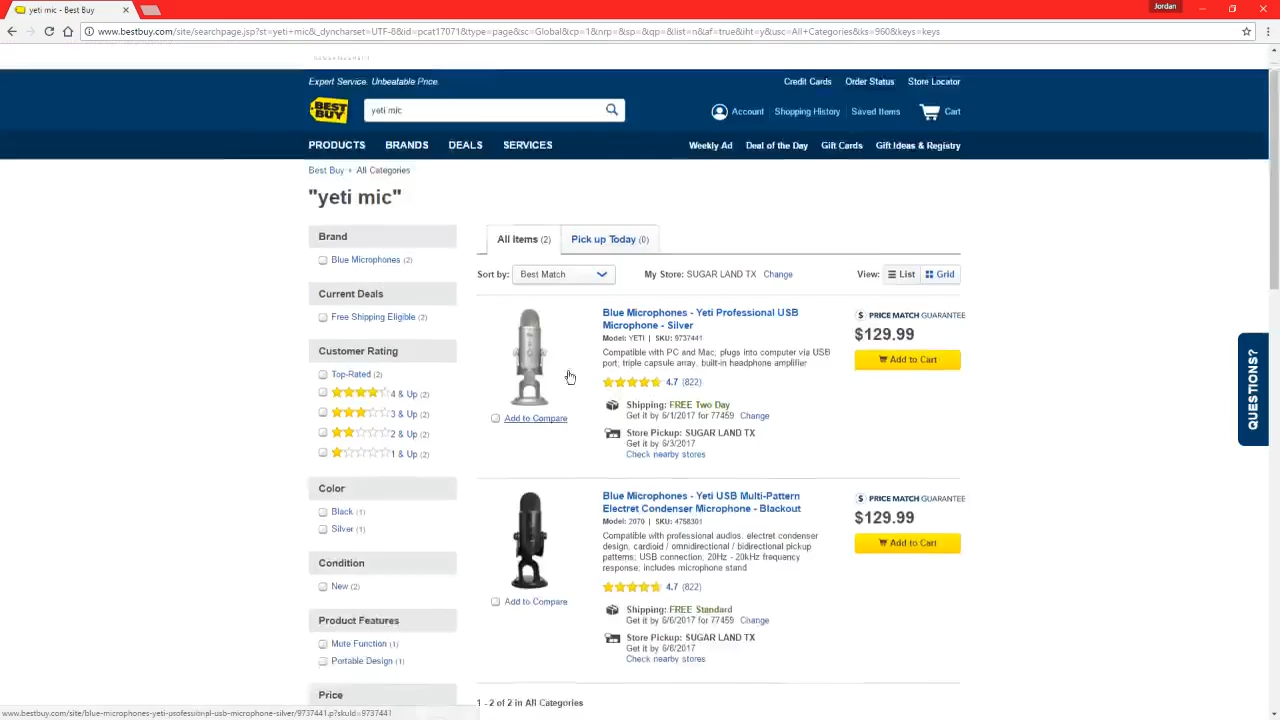 yeti mic - Best Buy
Jordan
www.bestbuy.com/site/searchpage.jsp?st=yeti+mic&_dyncharset=UTF-8&id=pcat17071&type=page&sc=Global&cp=1&nrp=&sp=&qp=&list=n&af=true&iht=y&usc=All+Categories&ks=960&keys=keys
Expert Service. Unbeatable Price.
Credit Cards Order Status Store Locator
BEST BUY
yeti mic
Account Shopping History Saved Items Cart
PRODUCTS BRANDS DEALS SERVICES
Weekly Ad Deal of the Day Gift Cards Gift Ideas & Registry
Best Buy All Categories
"yeti mic"
Brand
Blue Microphones (2)
Current Deals
Free Shipping Eligible (2)
Customer Rating
Top-Rated (2)
4 & Up (2)
3 & Up (2)
2 & Up (2)
1 & Up (2)
Color
Black (1)
Silver (1)
Condition
New (2)
Product Features
Mute Function (1)
Portable Design (1)
Price
All Items (2) Pick up Today (0)
Sort by: Best Match My Store: SUGAR LAND TX Change View: List Grid
Blue Microphones - Yeti Professional USB
Microphone - Silver
Model: YETI | SKU: 9737441
Compatible with PC and Mac; plugs into computer via USB
port; triple capsule array, built-in headphone amplifier
4.7 (822)
Shipping: FREE Two Day
Get it by 6/1/2017 for 77459 Change
Store Pickup: SUGAR LAND TX
Get it by 6/3/2017
Check nearby stores
Add to Compare
$ PRICE MATCH GUARANTEE
$129.99
Add to Cart
Blue Microphones - Yeti USB Multi-Pattern
Electret Condenser Microphone - Blackout
Model: 2070 | SKU: 4758301
Compatible with professional audios. electret condenser
design, cardioid / omnidirectional / bidirectional pickup
patterns; USB connection; 20Hz - 20kHz frequency
response; includes microphone stand
4.7 (822)
Shipping: FREE Standard
Get it by 6/6/2017 for 77459 Change
Store Pickup: SUGAR LAND TX
Get it by 6/6/2017
Check nearby stores
Add to Compare
$ PRICE MATCH GUARANTEE
$129.99
Add to Cart
1 - 2 of 2 in All Categories
QUESTIONS?